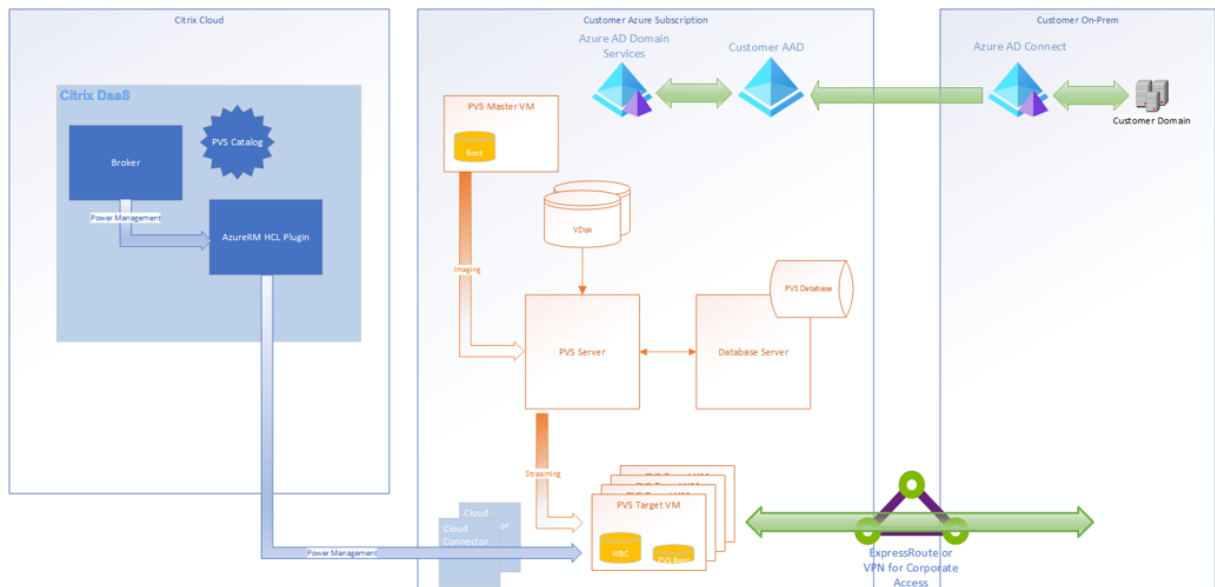 Citrix Cloud
Customer Azure Subscription
Customer On-Prem
Citrix DaaS
Broker
PVS Catalog
Power Management
AzureRM HCL Plugin
Azure AD Domain
Services
Customer AAD
Azure AD Connect
Customer Domain
PVS Master VM
Boot
VDisk
Imaging
PVS Database
PVS Server
Database Server
Streaming
PVS Target VM
PVS Target VM
WBC
PVS Boot
Cloud
Cloud
Connector
Power Management
ExpressRoute or
VPN for Corporate
Access